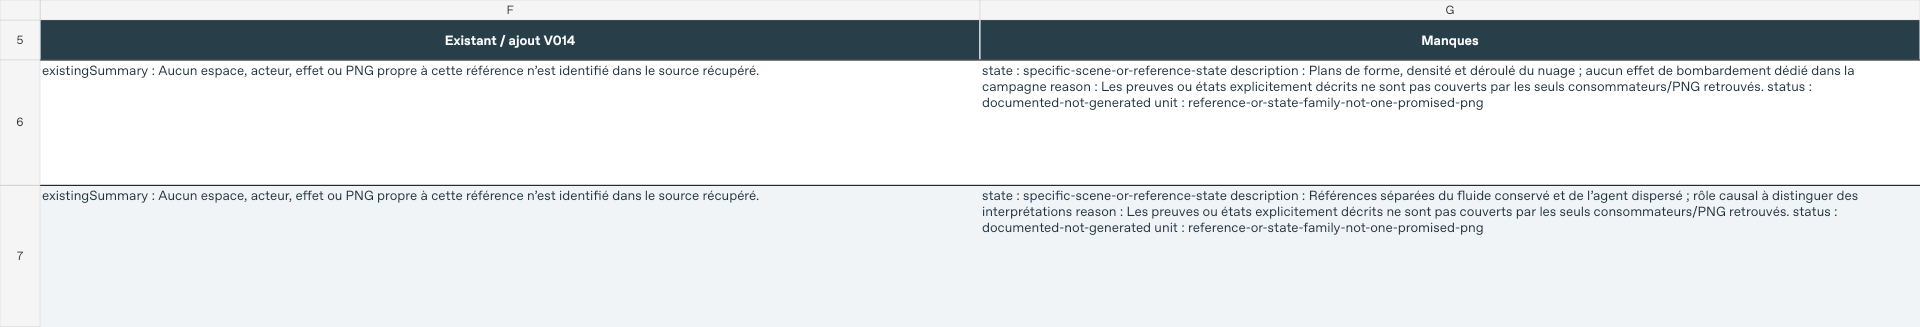 F
G
5
Existant / ajout V014
Manques
6
existingSummary : Aucun espace, acteur, effet ou PNG propre à cette référence n’est identifié dans le source récupéré.
state : specific-scene-or-reference-state description : Plans de forme, densité et déroulé du nuage ; aucun effet de bombardement dédié dans la
campagne reason : Les preuves ou états explicitement décrits ne sont pas couverts par les seuls consommateurs/PNG retrouvés. status :
documented-not-generated unit : reference-or-state-family-not-one-promised-png
7
existingSummary : Aucun espace, acteur, effet ou PNG propre à cette référence n’est identifié dans le source récupéré.
state : specific-scene-or-reference-state description : Références séparées du fluide conservé et de l’agent dispersé ; rôle causal à distinguer des
interprétations reason : Les preuves ou états explicitement décrits ne sont pas couverts par les seuls consommateurs/PNG retrouvés. status :
documented-not-generated unit : reference-or-state-family-not-one-promised-png